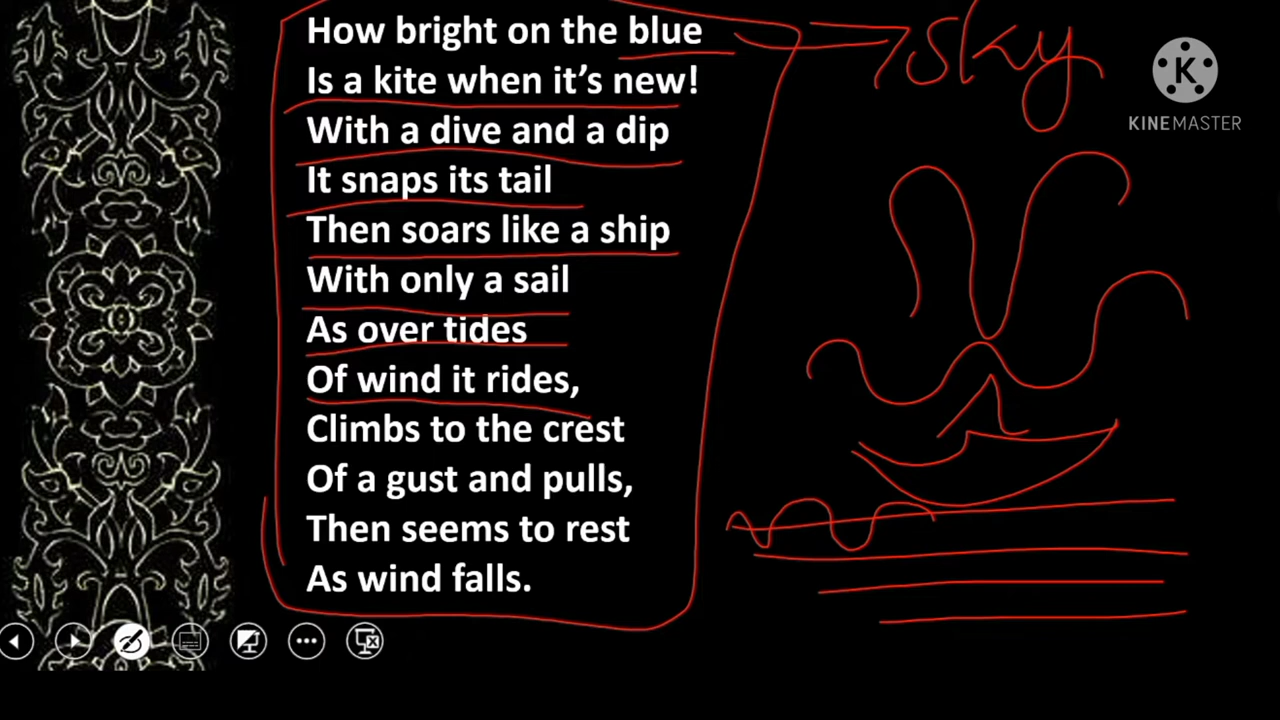 How bright on the blue
Is a kite when it's new!
With a dive and a dip
It snaps its tail
Then soars like a ship
With only a sail
As over tides
Of wind it rides,
Climbs to the crest
Of a gust and pulls,
Then seems to rest
As wind falls.
sky
K
KINEMASTER